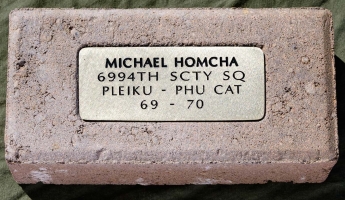 MICHAEL HOMCHA
6994TH SCTY SQ
PLEIKU - PHU CAT
69 - 70